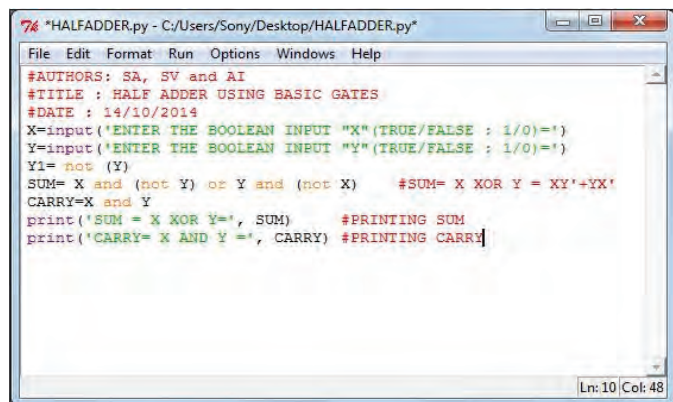 *HALFADDER.py - C:/Users/Sony/Desktop/HALFADDER.py*
File Edit Format Run Options Windows Help
#AUTHORS: SA, SV and AI
#TITLE : HALF ADDER USING BASIC GATES
#DATE : 14/10/2014
X=input('ENTER THE BOOLEAN INPUT "X"(TRUE/FALSE : 1/0)=')
Y=input('ENTER THE BOOLEAN INPUT "Y"(TRUE/FALSE : 1/0)=')
Y1= not (Y)
SUM= X and (not Y) or Y and (not X) #SUM= X XOR Y = XY'+YX'
CARRY=X and Y
print('SUM = X XOR Y=', SUM) #PRINTING SUM
print('CARRY= X AND Y =', CARRY) #PRINTING CARRY
Ln: 10 Col: 48